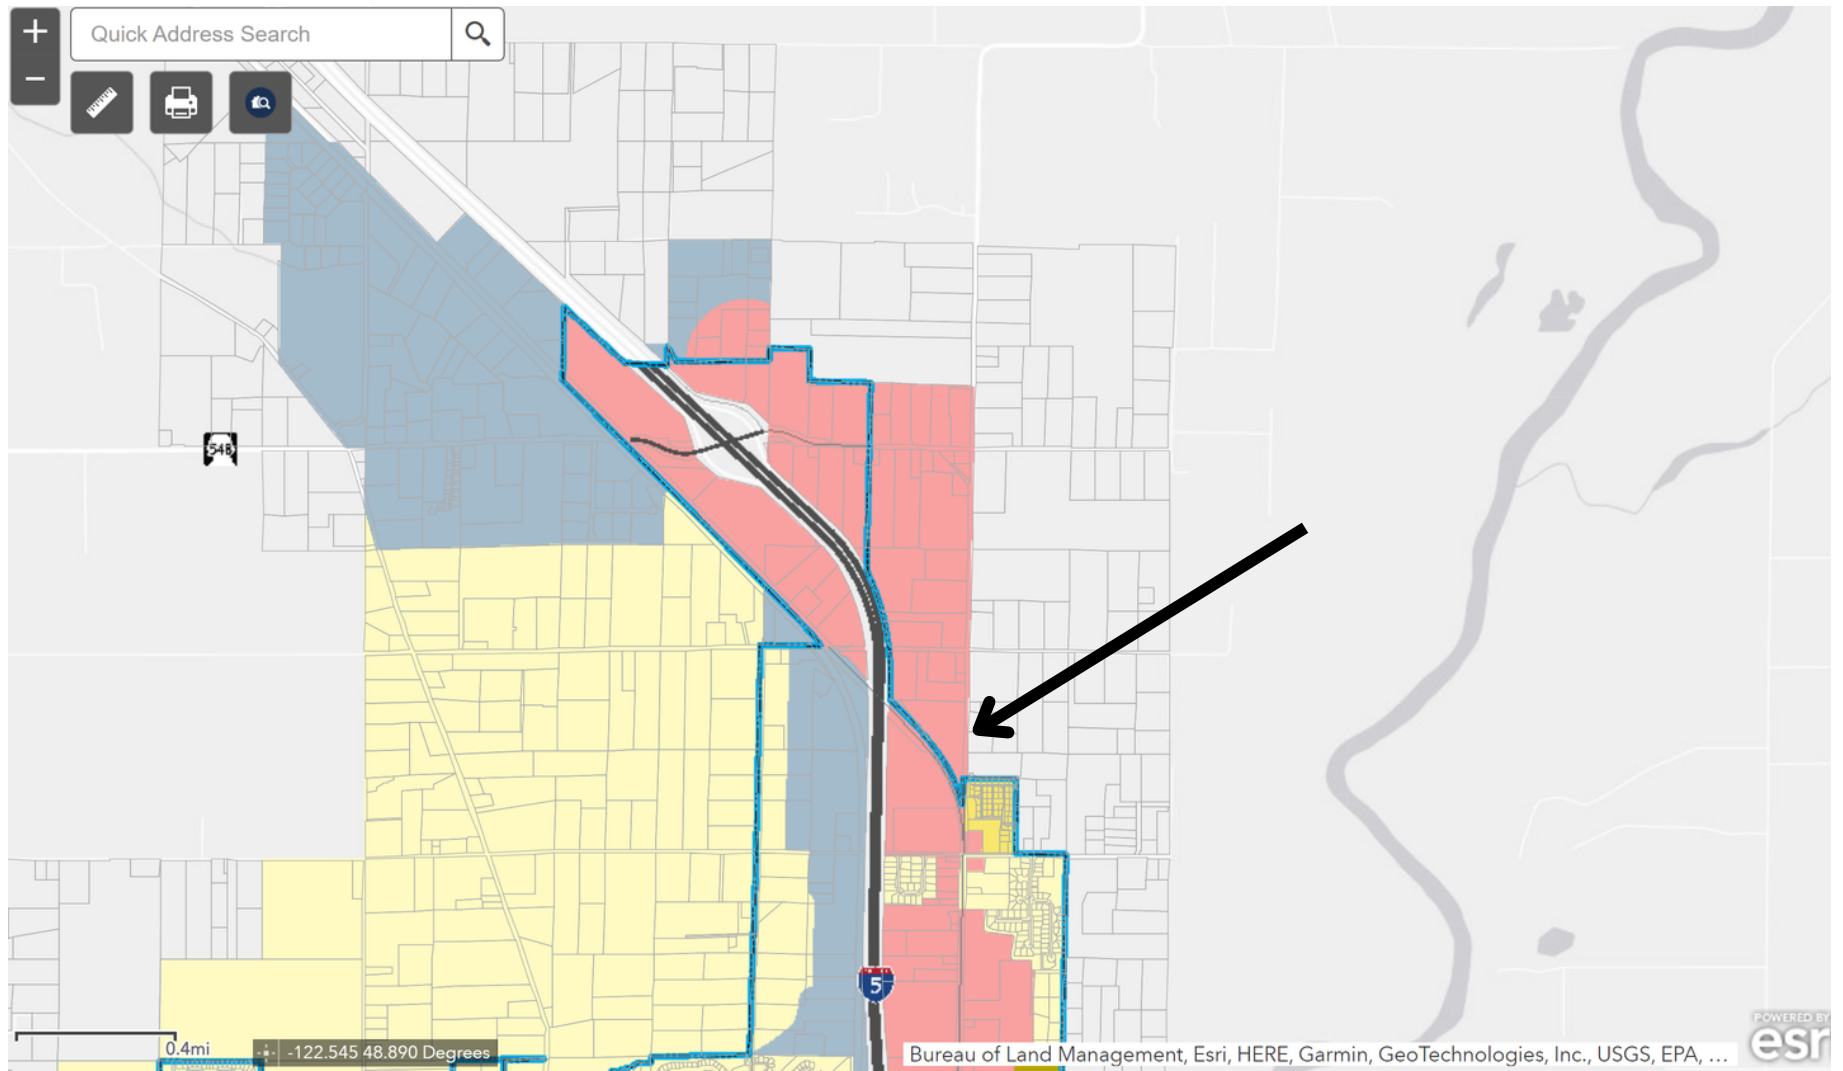 +
Quick Address Search
−
548
5
0.4mi
-122.545 48.890 Degrees
Bureau of Land Management, Esri, HERE, Garmin, GeoTechnologies, Inc., USGS, EPA, ...
POWERED BY
esri